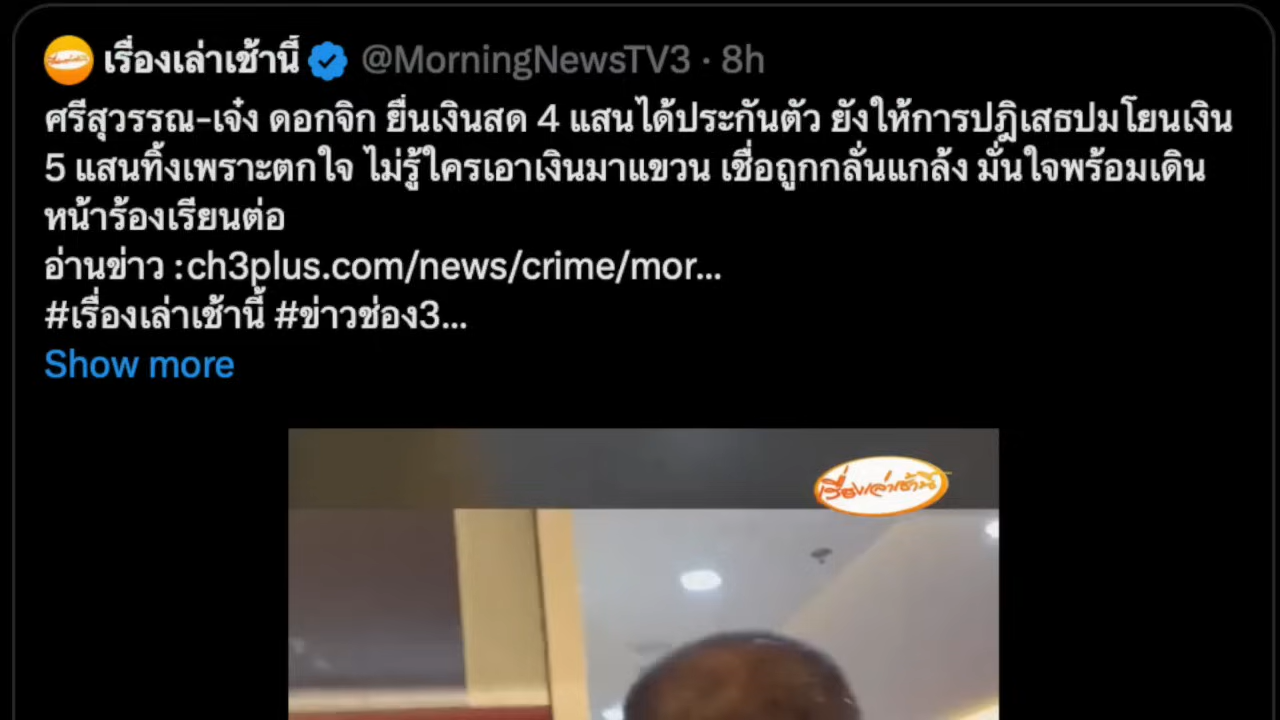 เรื่องเล่าเช้านี้ @MorningNewsTV3 · 8h
ศรีสุวรรณ-เจ๋ง ดอกจิก ยื่นเงินสด 4 แสนได้ประกันตัว ยังให้การปฎิเสธปมโยนเงิน
5 แสนทิ้งเพราะตกใจ ไม่รู้ใครเอาเงินมาแขวน เชื่อถูกกลั่นแกล้ง มั่นใจพร้อมเดิน
หน้าร้องเรียนต่อ
อ่านข่าว :ch3plus.com/news/crime/mor...
#เรื่องเล่าเช้านี้ #ข่าวช่อง3...
Show more
เรื่องเล่าเช้านี้